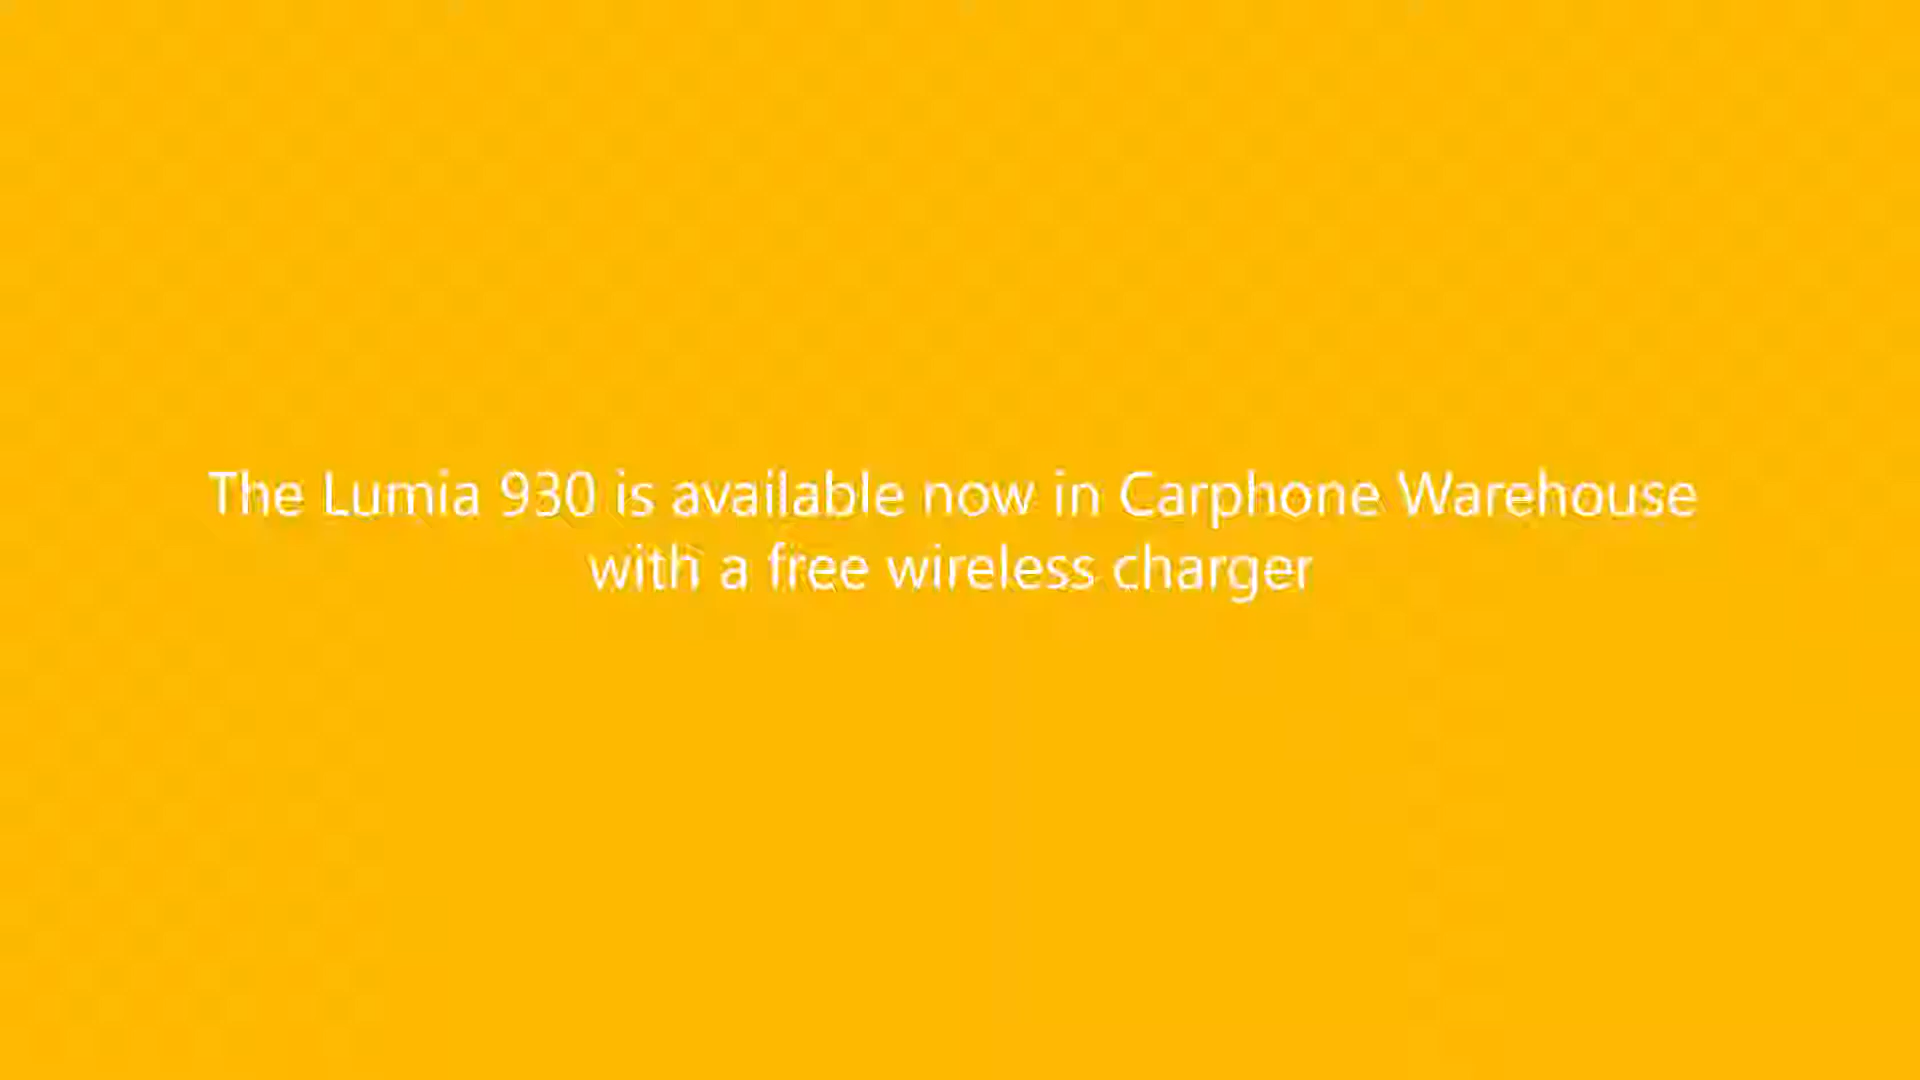 The Lumia 930 is available now in Carphone Warehouse
with a free wireless charger